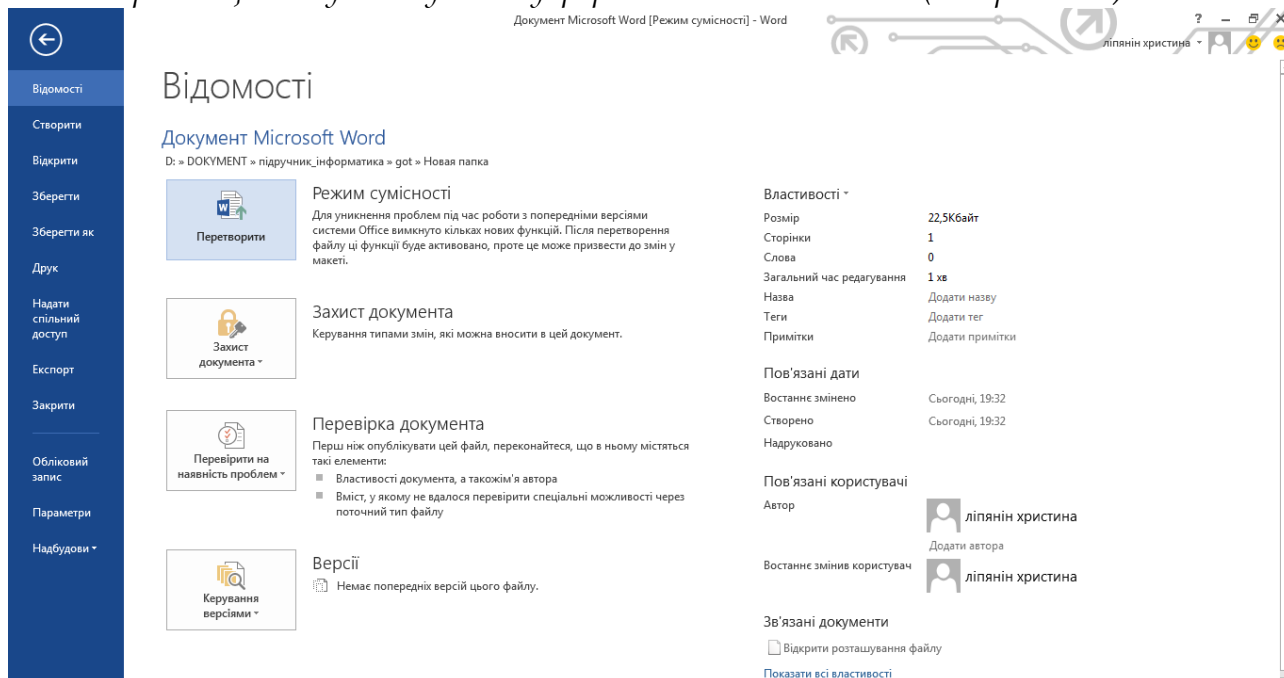 Документ Microsoft Word [Режим сумісності] - Word
?
ліпянін христина
Відомості
Створити
Відкрити
Зберегти
Зберегти як
Друк
Надати
спільний
доступ
Експорт
Закрити
Обліковий
запис
Параметри
Надбудови
Відомості
Документ Microsoft Word
D: » DOKYMENT » підручник_інформатика » got » Новая папка
Перетворити
Режим сумісності
Для уникнення проблем під час роботи з попередніми версіями
системи Office вимкнуто кількох нових функцій. Після перетворення
файлу ці функції буде активовано, проте це може призвести до змін у
макеті.
Захист
документа
Захист документа
Керування типами змін, які можна вносити в цей документ.
Перевірити на
наявність проблем
Перевірка документа
Перш ніж опублікувати цей файл, переконайтеся, що в ньому містяться
такі елементи:
Властивості документа, а такожім'я автора
Вміст, у якому не вдалося перевірити спеціальні можливості через
поточний тип файлу
Керування
версіями
Версії
Немає попередніх версій цього файлу.
Властивості
Розмір 22,5Кбайт
Сторінки 1
Слова 0
Загальний час редагування 1 хв
Назва Додати назву
Теги Додати тег
Примітки Додати примітки
Пов'язані дати
Востаннє змінено Сьогодні, 19:32
Створено Сьогодні, 19:32
Надруковано
Пов'язані користувачі
Автор ліпянін христина
Додати автора
Востаннє змінив користувач ліпянін христина
Зв'язані документи
Відкрити розташування файлу
Показати всі властивості